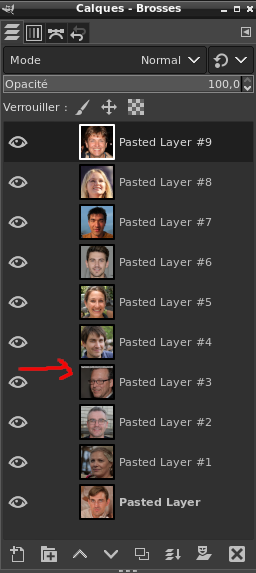 Calques - Brosses
Mode Normal
Opacité 100,0
Verrouiller :
Pasted Layer #9
Pasted Layer #8
Pasted Layer #7
Pasted Layer #6
Pasted Layer #5
Pasted Layer #4
Pasted Layer #3
Pasted Layer #2
Pasted Layer #1
Pasted Layer